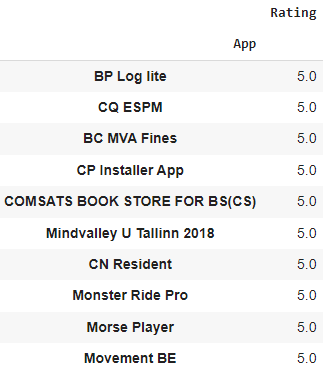 Rating
App
BP Log lite 5.0
CQ ESPM 5.0
BC MVA Fines 5.0
CP Installer App 5.0
COMSATS BOOK STORE FOR BS(CS) 5.0
Mindvalley U Tallinn 2018 5.0
CN Resident 5.0
Monster Ride Pro 5.0
Morse Player 5.0
Movement BE 5.0